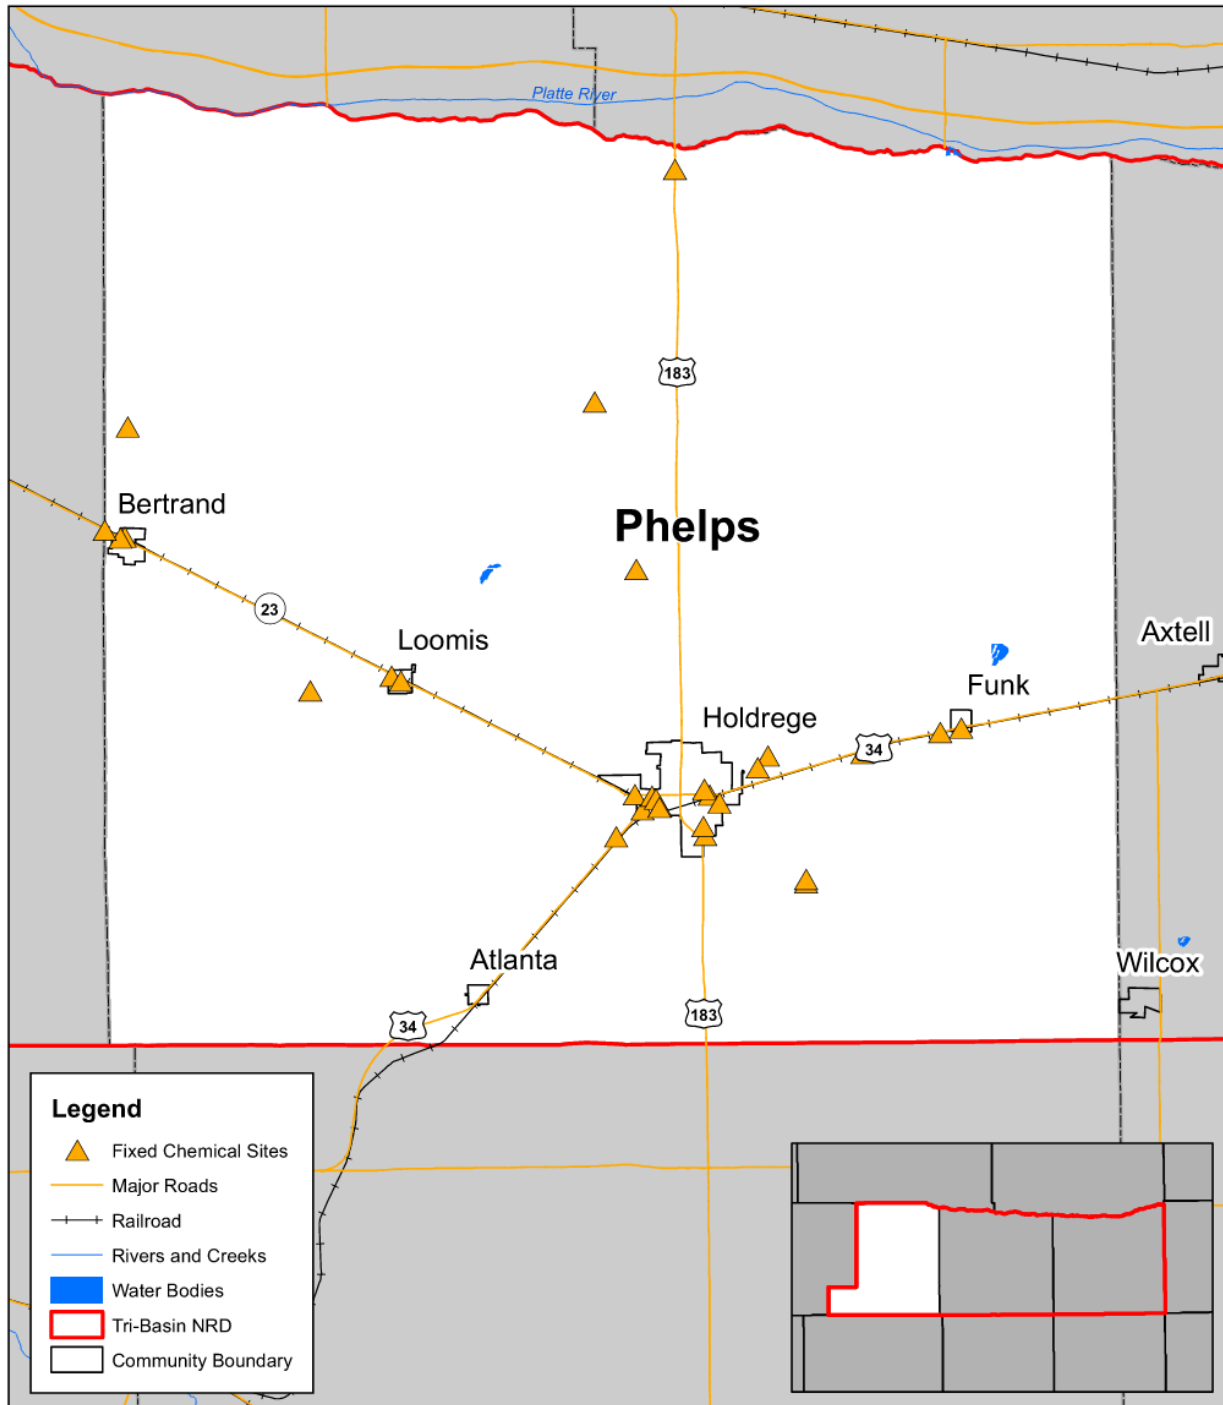 Platte River
183
Bertrand
Phelps
23
Loomis
Axtell
Funk
Holdrege
34
Atlanta
Wilcox
183
34
Legend
Fixed Chemical Sites
Major Roads
Railroad
Rivers and Creeks
Water Bodies
Tri-Basin NRD
Community Boundary